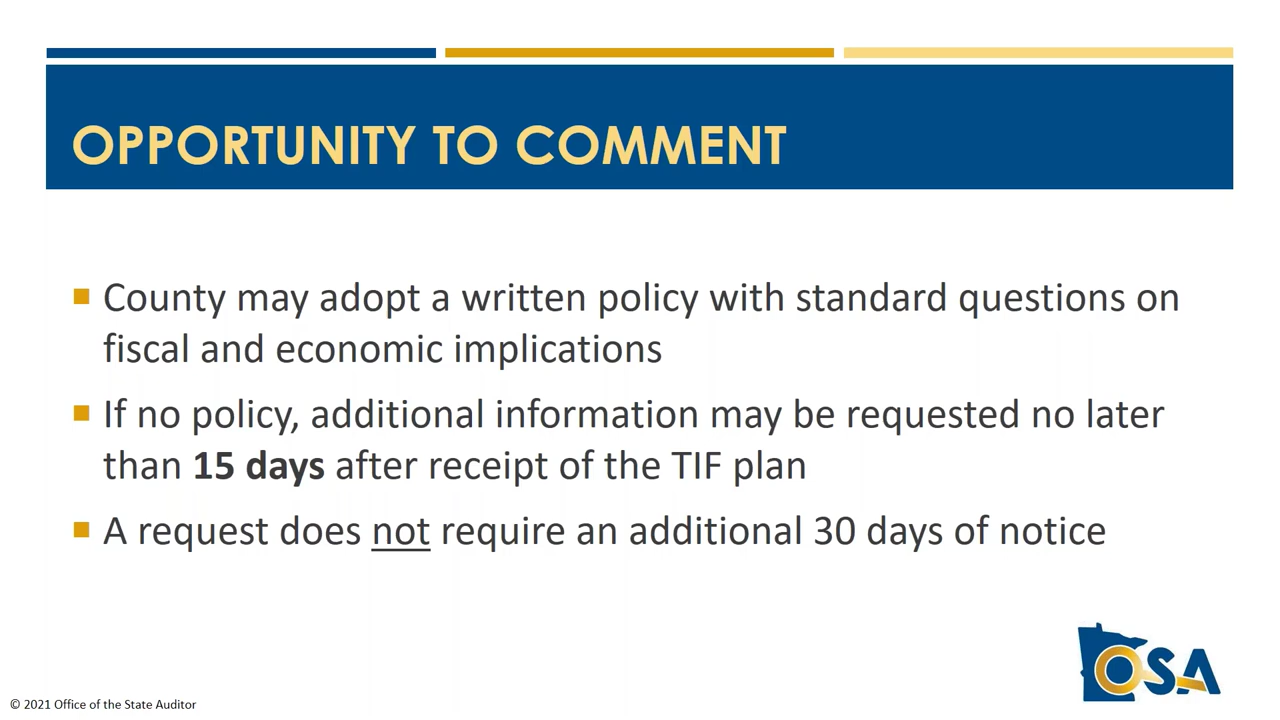 OPPORTUNITY TO COMMENT
County may adopt a written policy with standard questions on
fiscal and economic implications
If no policy, additional information may be requested no later
than 15 days after receipt of the TIF plan
A request does not require an additional 30 days of notice
OSA
© 2021 Office of the State Auditor